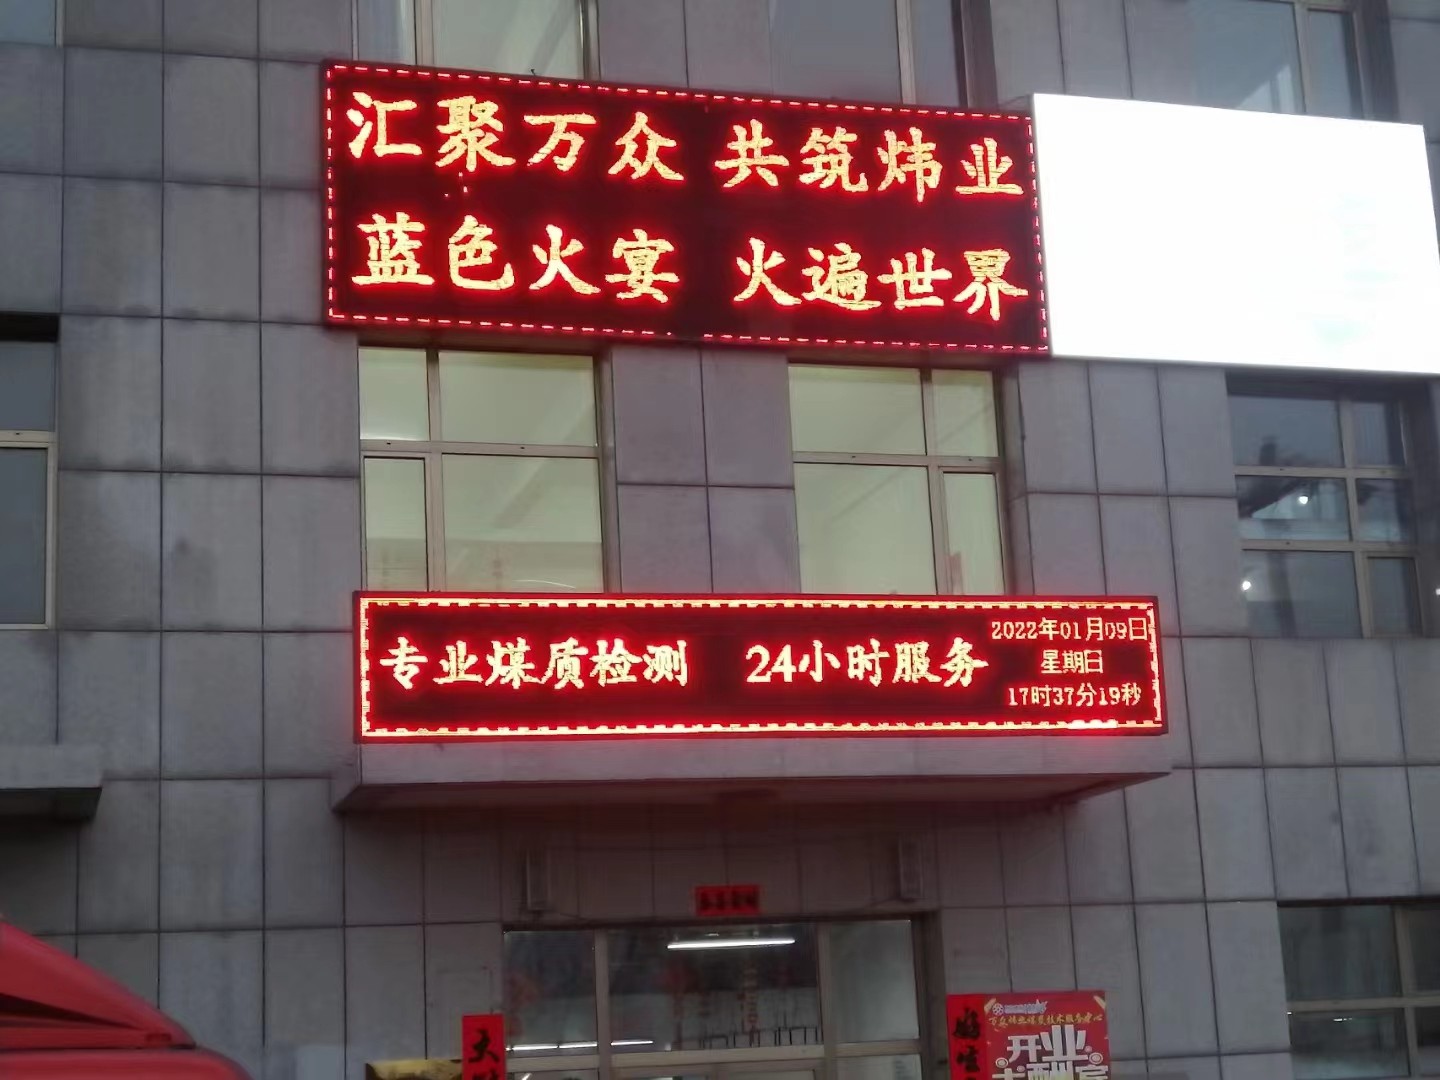 汇聚万众 共筑炜业
蓝色火宴 火遍世界
专业煤质检测 24小时服务
2022年01月09日
星期日
17时37分19秒
开业